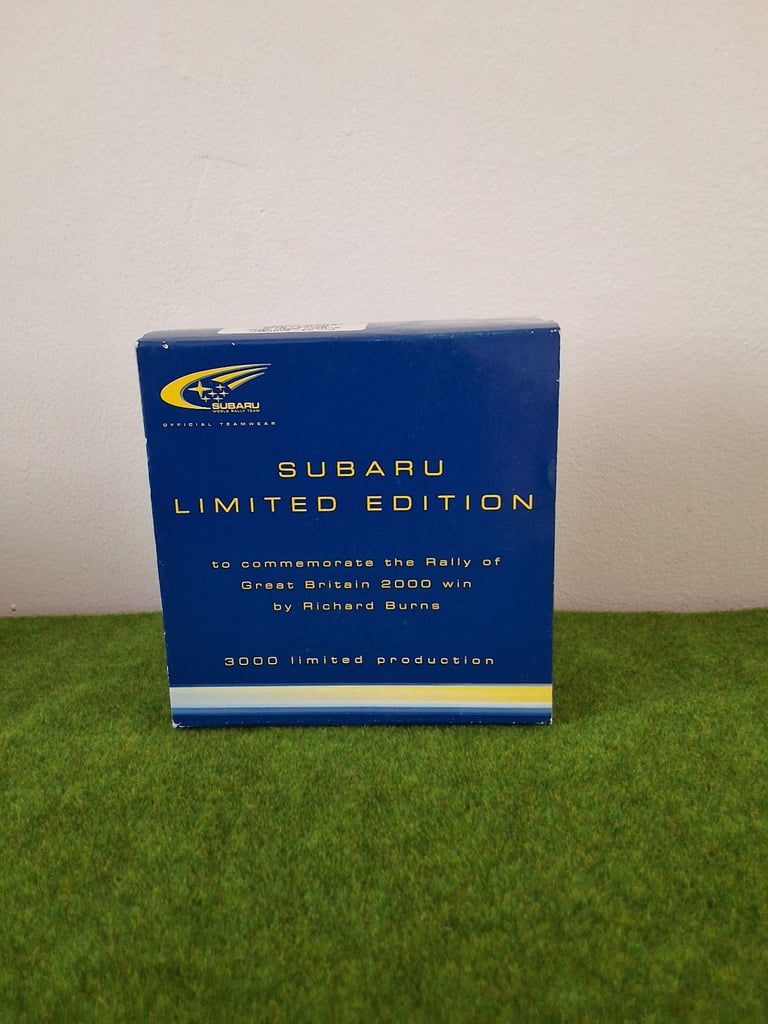 SUBARU
WORLD RALLY TEAM
OFFICIAL TEAMWEAR
SUBARU
LIMITED EDITION
to commemorate the Rally of
Great Britain 2000 win
by Richard Burns
3000 limited production